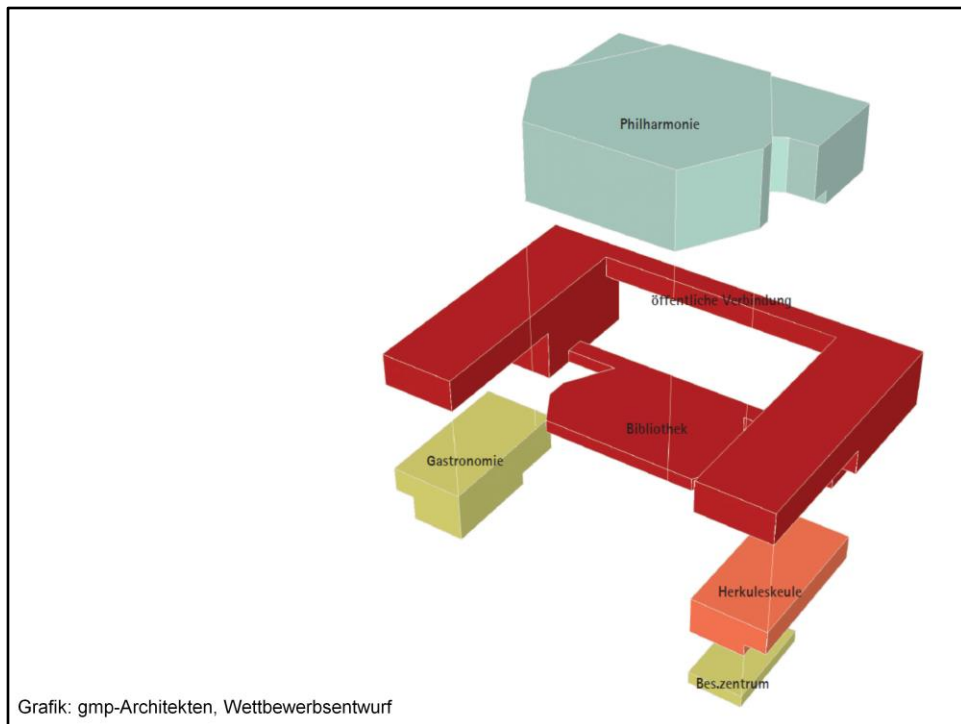 Philharmonie
öffentliche Verbindung
Bibliothek
Gastronomie
Herkuleskeule
Bes.zentrum
Grafik: gmp-Architekten, Wettbewerbsentwurf